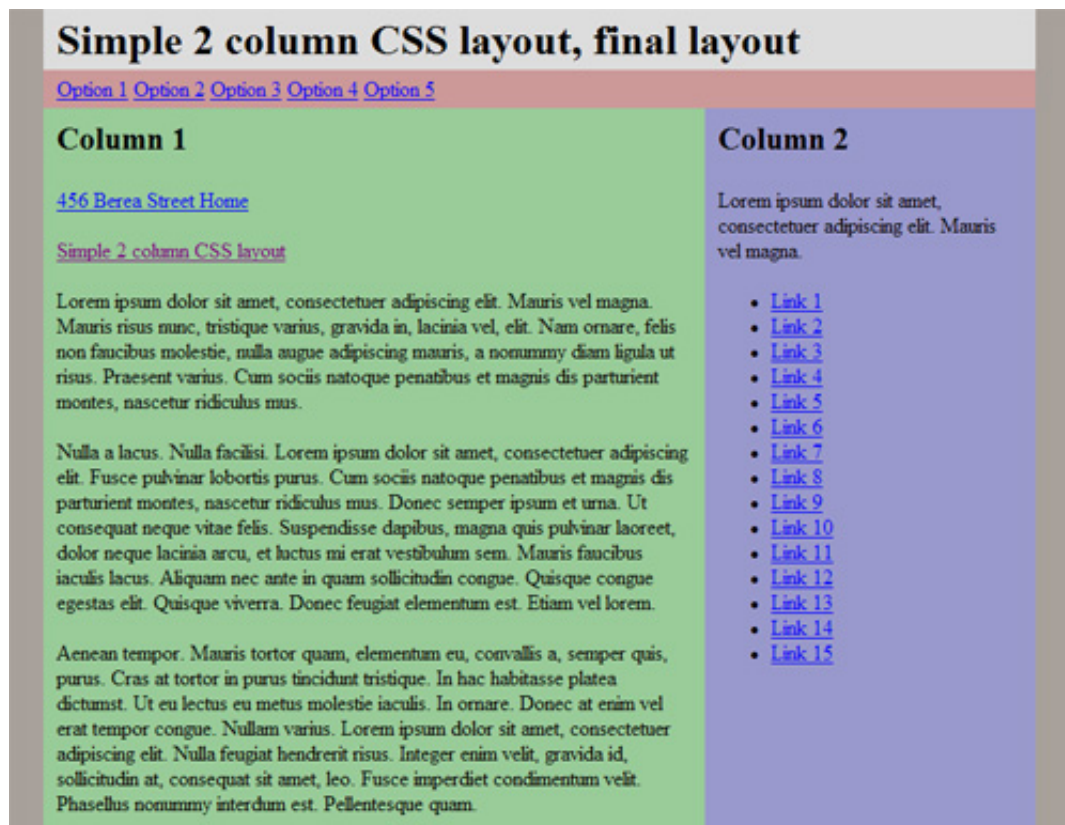 Simple 2 column CSS layout, final layout
Option 1 Option 2 Option 3 Option 4 Option 5
Column 1
456 Berea Street Home
Simple 2 column CSS layout
Lorem ipsum dolor sit amet, consectetuer adipiscing elit. Mauris vel magna.
Mauris risus nunc, tristique varius, gravida in, lacinia vel, elit. Nam ornare, felis
non faucibus molestie, nulla augue adipiscing mauris, a nonummy diam ligula ut
risus. Praesent varius. Cum sociis natoque penatibus et magnis dis parturient
montes, nascetur ridiculus mus.
Nulla a lacus. Nulla facilisi. Lorem ipsum dolor sit amet, consectetuer adipiscing
elit. Fusce pulvinar lobortis purus. Cum sociis natoque penatibus et magnis dis
parturient montes, nascetur ridiculus mus. Donec semper ipsum et urna. Ut
consequat neque vitae felis. Suspendisse dapibus, magna quis pulvinar laoreet,
dolor neque lacinia arcu, et luctus mi erat vestibulum sem. Mauris faucibus
iaculis lacus. Aliquam nec ante in quam sollicitudin congue. Quisque congue
egestas elit. Quisque viverra. Donec feugiat elementum est. Etiam vel lorem.
Aenean tempor. Mauris tortor quam, elementum eu, convallis a, semper quis,
purus. Cras at tortor in purus tincidunt tristique. In hac habitasse platea
dictumst. Ut eu lectus eu metus molestie iaculis. In ornare. Donec at enim vel
erat tempor congue. Nullam varius. Lorem ipsum dolor sit amet, consectetuer
adipiscing elit. Nulla feugiat hendrerit risus. Integer enim velit, gravida id,
sollicitudin at, consequat sit amet, leo. Fusce imperdiet condimentum velit.
Phasellus nonummy interdum est. Pellentesque quam.
Column 2
Lorem ipsum dolor sit amet,
consectetuer adipiscing elit. Mauris
vel magna.
• Link 1
• Link 2
• Link 3
• Link 4
• Link 5
• Link 6
• Link 7
• Link 8
• Link 9
• Link 10
• Link 11
• Link 12
• Link 13
• Link 14
• Link 15